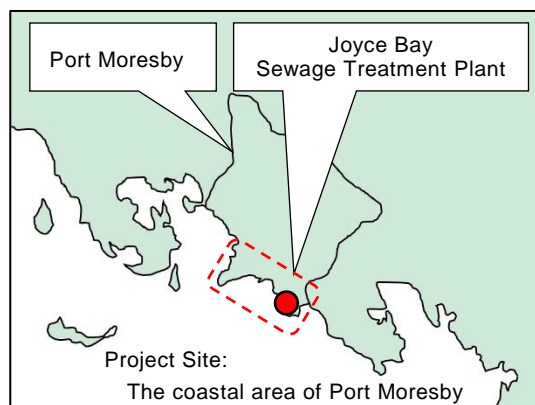 Port Moresby
Joyce Bay
Sewage Treatment Plant
Project Site:
The coastal area of Port Moresby